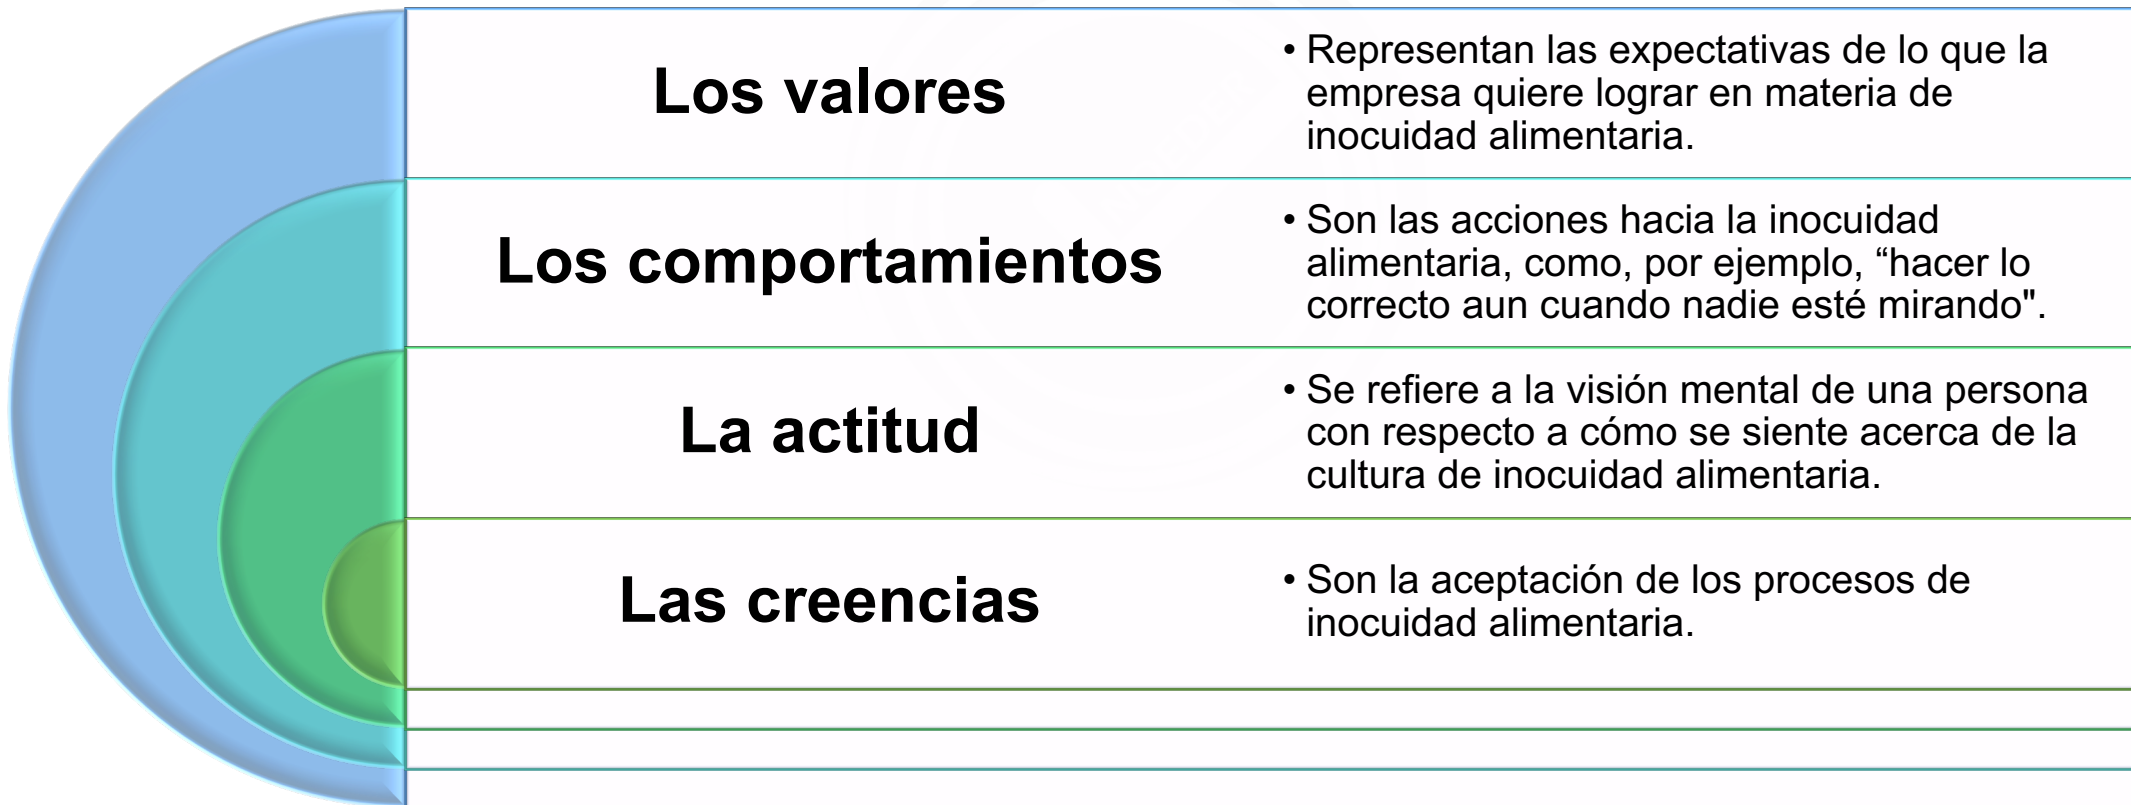 Los valores
• Representan las expectativas de lo que la
empresa quiere lograr en materia de
inocuidad alimentaria.
Los comportamientos
• Son las acciones hacia la inocuidad
alimentaria, como, por ejemplo, “hacer lo
correcto aun cuando nadie esté mirando".
La actitud
• Se refiere a la visión mental de una persona
con respecto a cómo se siente acerca de la
cultura de inocuidad alimentaria.
Las creencias
• Son la aceptación de los procesos de
inocuidad alimentaria.